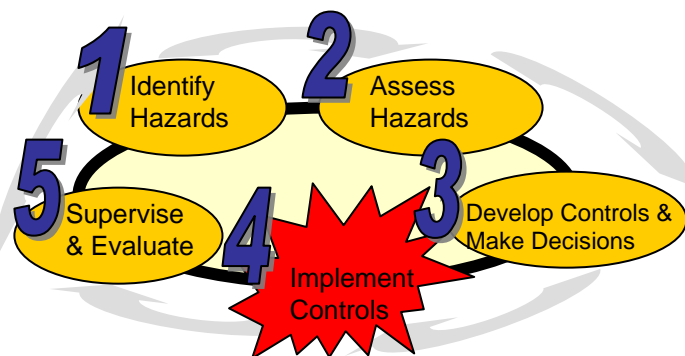 1
Identify
Hazards
2
Assess
Hazards
3
Develop Controls &
Make Decisions
4
Implement
Controls
5
Supervise
& Evaluate